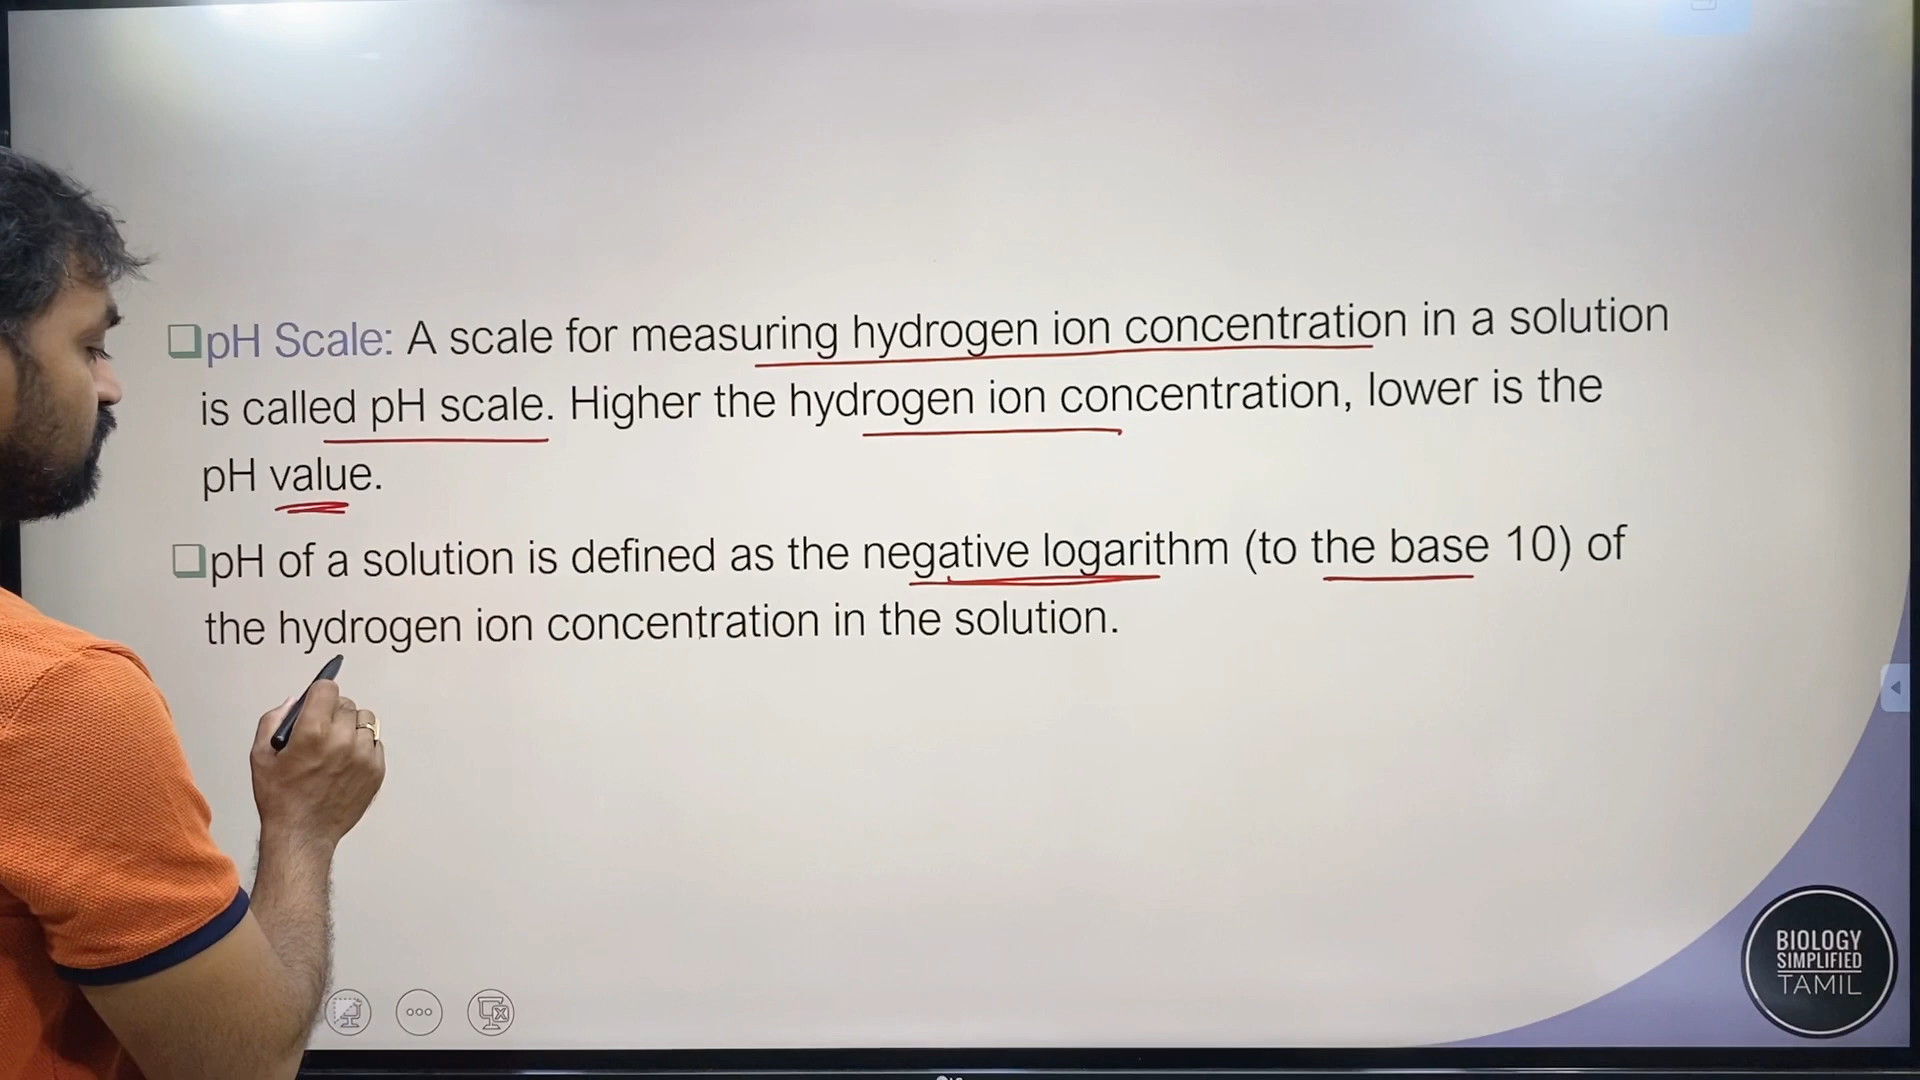 pH Scale: A scale for measuring hydrogen ion concentration in a solution
is called pH scale. Higher the hydrogen ion concentration, lower is the
pH value.
pH of a solution is defined as the negative logarithm (to the base 10) of
the hydrogen ion concentration in the solution.
BIOLOGY
SIMPLIFIED
TAMIL